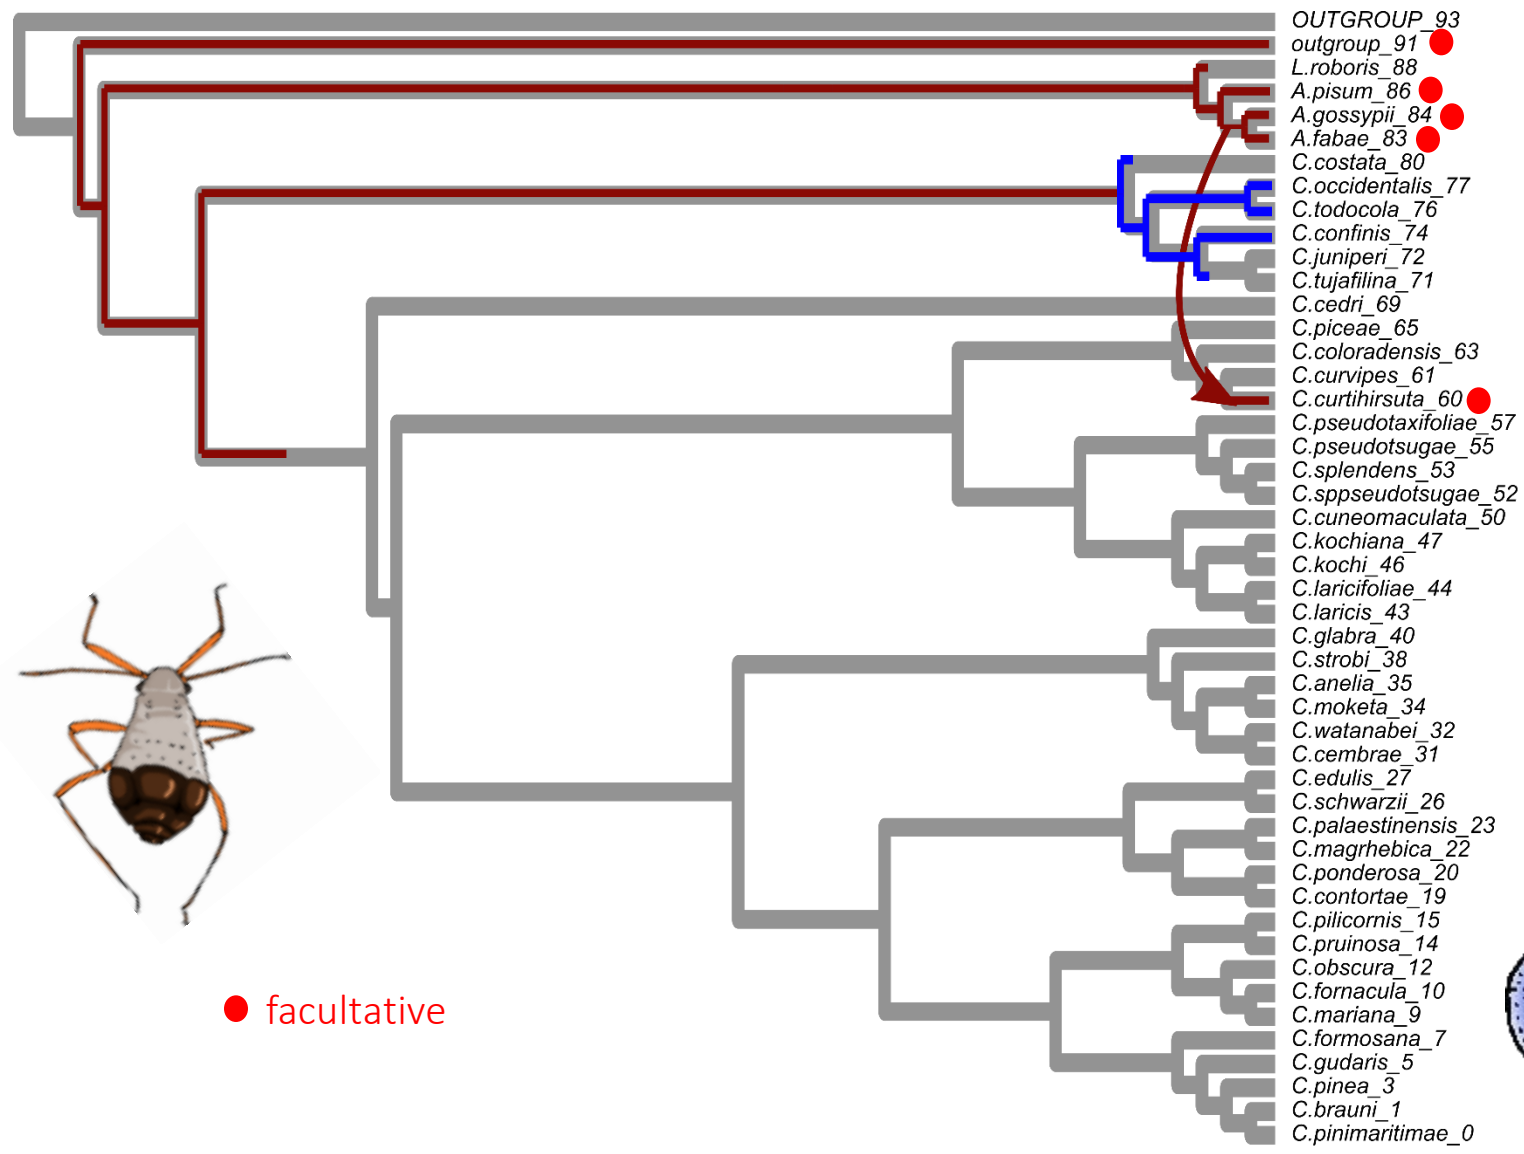 OUTGROUP_93
outgroup_91
L.roboris_88
A.pisum_86
A.gossypii_84
A.fabae_83
C.costata_80
C.occidentalis_77
C.todocola_76
C.confinis_74
C.juniperi_72
C.tujafilina_71
C.cedri_69
C.piceae_65
C.coloradensis_63
C.curvipes_61
C.curtihirsuta_60
C.pseudotaxifoliae_57
C.pseudotsugae_55
C.splendens_53
C.sppseudotsugae_52
C.cuneomaculata_50
C.kochiana_47
C.kochi_46
C.laricifoliae_44
C.laricis_43
C.glabra_40
C.strobi_38
C.anelia_35
C.moketa_34
C.watanabei_32
C.cembrae_31
C.edulis_27
C.schwarzii_26
C.palaestinensis_23
C.magrhebica_22
C.ponderosa_20
C.contortae_19
C.pilicornis_15
C.pruinosa_14
C.obscura_12
C.fornacula_10
C.mariana_9
C.formosana_7
C.gudaris_5
C.pinea_3
C.brauni_1
C.pinimaritimae_0
facultative